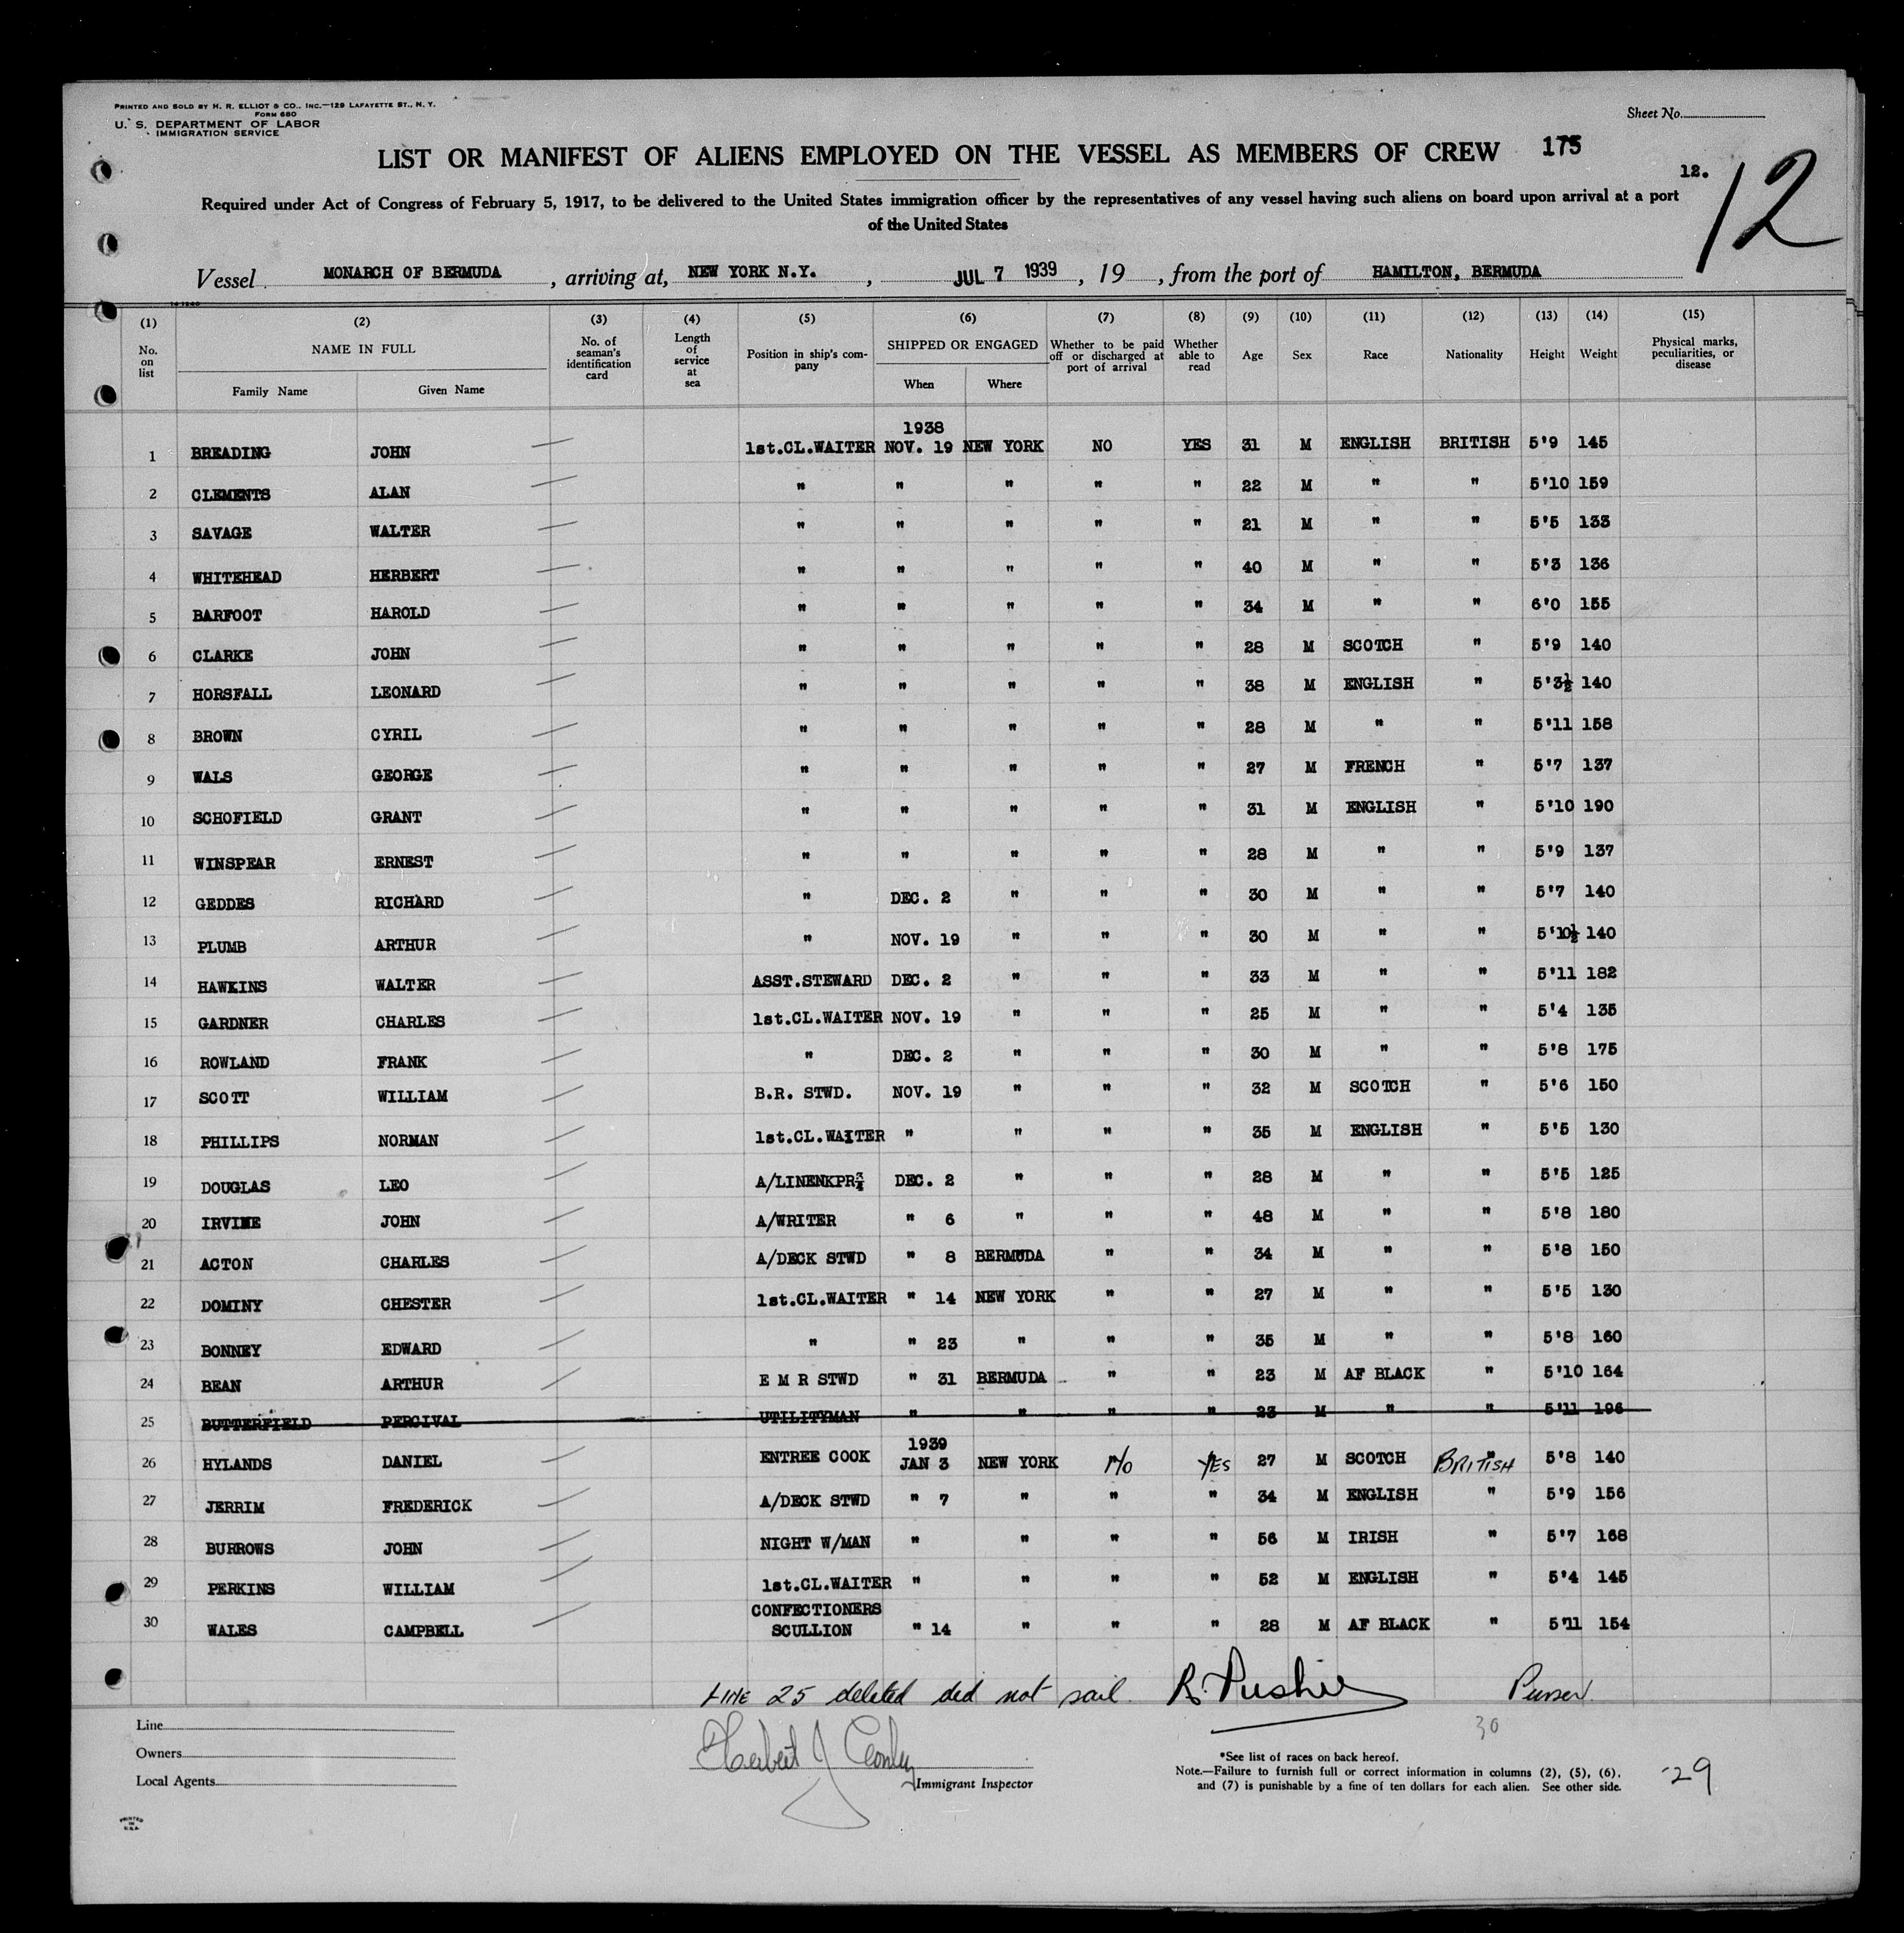 PRINTED AND SOLD BY H. R. ELLIOT & CO., INC.—129 LAFAYETTE ST., N. Y.
FORM 680
U. S. DEPARTMENT OF LABOR
IMMIGRATION SERVICE
Sheet No.
LIST OR MANIFEST OF ALIENS EMPLOYED ON THE VESSEL AS MEMBERS OF CREW 175
12. 12
Required under Act of Congress of February 5, 1917, to be delivered to the United States immigration officer by the representatives of any vessel having such aliens on board upon arrival at a port
of the United States
Vessel MONARCH OF BERMUDA, arriving at, NEW YORK N.Y., JUL 7 1939, 19 , from the port of HAMILTON, BERMUDA
(1) (2) (3) (4) (5) (6) (7) (8) (9) (10) (11) (12) (13) (14) (15)
No. on list NAME IN FULL Family Name Given Name No. of seaman's identification card Length of service at sea Position in ship's company SHIPPED OR ENGAGED When Where Whether to be paid off or discharged at port of arrival Whether able to read Age Sex Race Nationality Height Weight Physical marks, peculiarities, or disease
1938
1 BREADING JOHN 1st.CL.WAITER NOV. 19 NEW YORK NO YES 31 M ENGLISH BRITISH 5'9 145
2 CLEMENTS ALAN " " " " " 22 M " " 5'10 159
3 SAVAGE WALTER " " " " " 21 M " " 5'5 133
4 WHITEHEAD HERBERT " " " " " 40 M " " 5'3 136
5 BARFOOT HAROLD " " " " " 34 M " " 6'0 155
6 CLARKE JOHN " " " " " 28 M SCOTCH " 5'9 140
7 HORSFALL LEONARD " " " " " 38 M ENGLISH " 5'3½ 140
8 BROWN CYRIL " " " " " 28 M " " 5'11 158
9 WALS GEORGE " " " " " 27 M FRENCH " 5'7 137
10 SCHOFIELD GRANT " " " " " 31 M ENGLISH " 5'10 190
11 WINSPEAR ERNEST " " " " " 28 M " " 5'9 137
12 GEDDES RICHARD " DEC. 2 " " " 30 M " " 5'7 140
13 PLUMB ARTHUR " NOV. 19 " " " 30 M " " 5'10½ 140
14 HAWKINS WALTER ASST.STEWARD DEC. 2 " " " 33 M " " 5'11 182
15 GARDNER CHARLES 1st.CL.WAITER NOV. 19 " " " 25 M " " 5'4 135
16 ROWLAND FRANK " DEC. 2 " " " 30 M " " 5'8 175
17 SCOTT WILLIAM B.R. STWD. NOV. 19 " " " 32 M SCOTCH " 5'6 150
18 PHILLIPS NORMAN 1st.CL.WAITER " " " " 35 M ENGLISH " 5'5 130
19 DOUGLAS LEO A/LINENKPR DEC. 2 " " " 28 M " " 5'5 125
20 IRVINE JOHN A/WRITER " 6 " " " 48 M " " 5'8 180
21 ACTON CHARLES A/DECK STWD " 8 BERMUDA " " 34 M " " 5'8 150
22 DOMINY CHESTER 1st.CL.WAITER " 14 NEW YORK " " 27 M " " 5'5 130
23 BONNEY EDWARD " " 23 " " " 35 M " " 5'8 160
24 BEAN ARTHUR E M R STWD " 31 BERMUDA " " 23 M AF BLACK " 5'10 164
25 BUTTERFIELD PERCIVAL UTILITYMAN " " " " 23 M " " 5'11 196
1939
26 HYLANDS DANIEL ENTREE COOK JAN 3 NEW YORK No YES 27 M SCOTCH " BRITISH 5'8 140
27 JERRIM FREDERICK A/DECK STWD " 7 " " " 34 M ENGLISH " 5'9 156
28 BURROWS JOHN NIGHT W/MAN " " " " 56 M IRISH " 5'7 168
29 PERKINS WILLIAM 1st.CL.WAITER " " " " 52 M ENGLISH " 5'4 145
30 WALES CAMPBELL CONFECTIONERS SCULLION " 14 " " " 28 M AF BLACK " 5'11 154
LINE 25 deleted did not sail. Purser
30
Line
Owners
Local Agents
Herbert J Immigrant Inspector
*See list of races on back hereof.
Note.—Failure to furnish full or correct information in columns (2), (5), (6),
and (7) is punishable by a fine of ten dollars for each alien. See other side.
-29
PRINTED
IN
U.S.A.